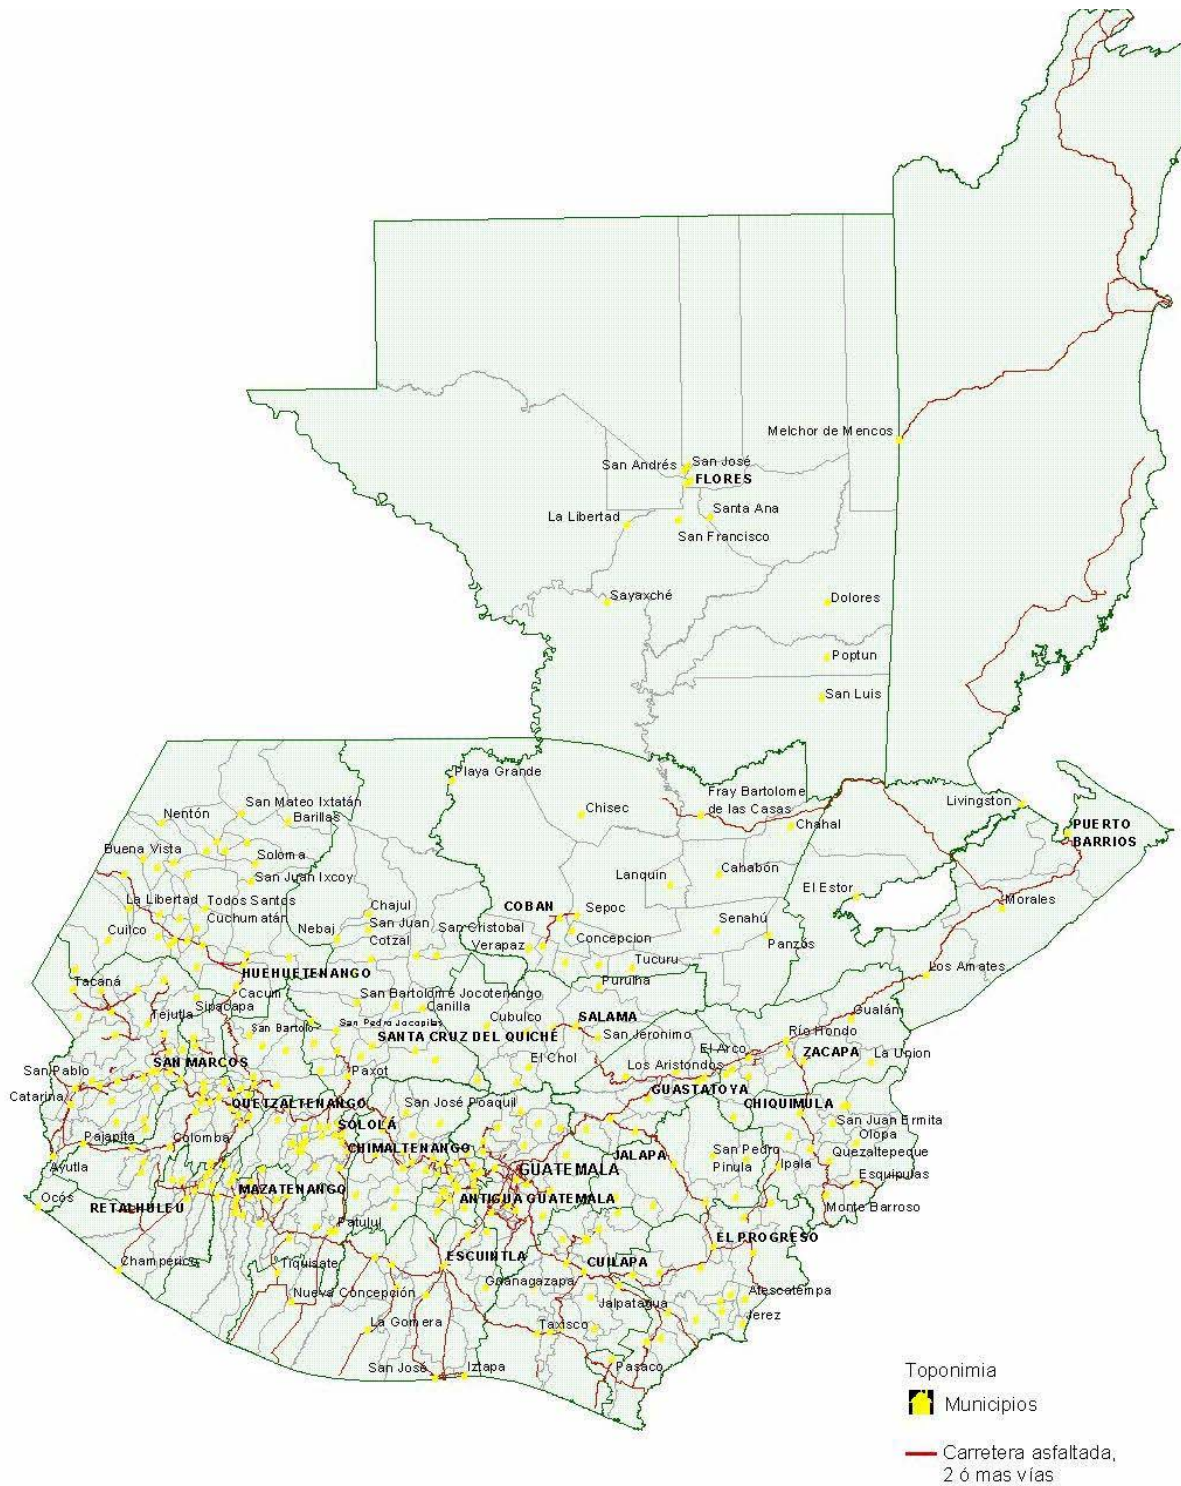 Melchor de Mencos
San Andrés
San José
FLORES
La Libertad
Santa Ana
San Francisco
Sayaxché
Dolores
Poptun
San Luis
Playa Grande
San Mateo Ixtatán
Nentón
Barillas
Chisec
Fray Bartolome
de las Casas
Chahal
Livingston
PUERTO
BARRIOS
Buena Vista
Soloma
San Juan Ixcoy
Lanquin
Cahabón
El Estor
La Libertad
Todos Santos
Cuchumatán
Chajul
San Juan
Cotzal
Nebaj
COBAN
Sepoc
San Cristobal
Verapaz
Concepcion
Senahú
Panzós
Morales
Cuilco
HUEHUETENANGO
Tucuru
Purulha
Los Amates
Tacaná
Cacum
Sipacapa
San Bartolomé Jocotenango
Canilla
Tejutla
San Bartolo
San Pedro Jocopilas
Cubulco
SALAMA
San Jeronimo
SANTA CRUZ DEL QUICHÉ
Gualán
Río Hondo
ZACAPA
La Union
El Arco
SAN MARCOS
San Pablo
Paxot
El Chol
Los Aristondos
GUASTATOYA
Catarina
QUETZALTENANGO
San José Poaquil
CHIQUIMULA
San Juan Ermita
Olopa
Quezaltepeque
SOLOLÁ
Pajapita
Colomba
CHIMALTENANGO
JALAPA
San Pedro
Pinula
Ipala
Esquipulas
Ayutla
GUATEMALA
MAZATENANGO
ANTIGUA GUATEMALA
Ocós
RETALHULEU
Monte Barroso
Patulul
EL PROGRESO
Champerico
Tiquisate
ESCUINTLA
CUILAPA
Guanagazapa
Nueva Concepción
Jalpatagua
Atescatempa
Jerez
La Gomera
Taxisco
San José
Iztapa
Pasaco
Toponimia
Municipios
Carretera asfaltada,
2 ó mas vías